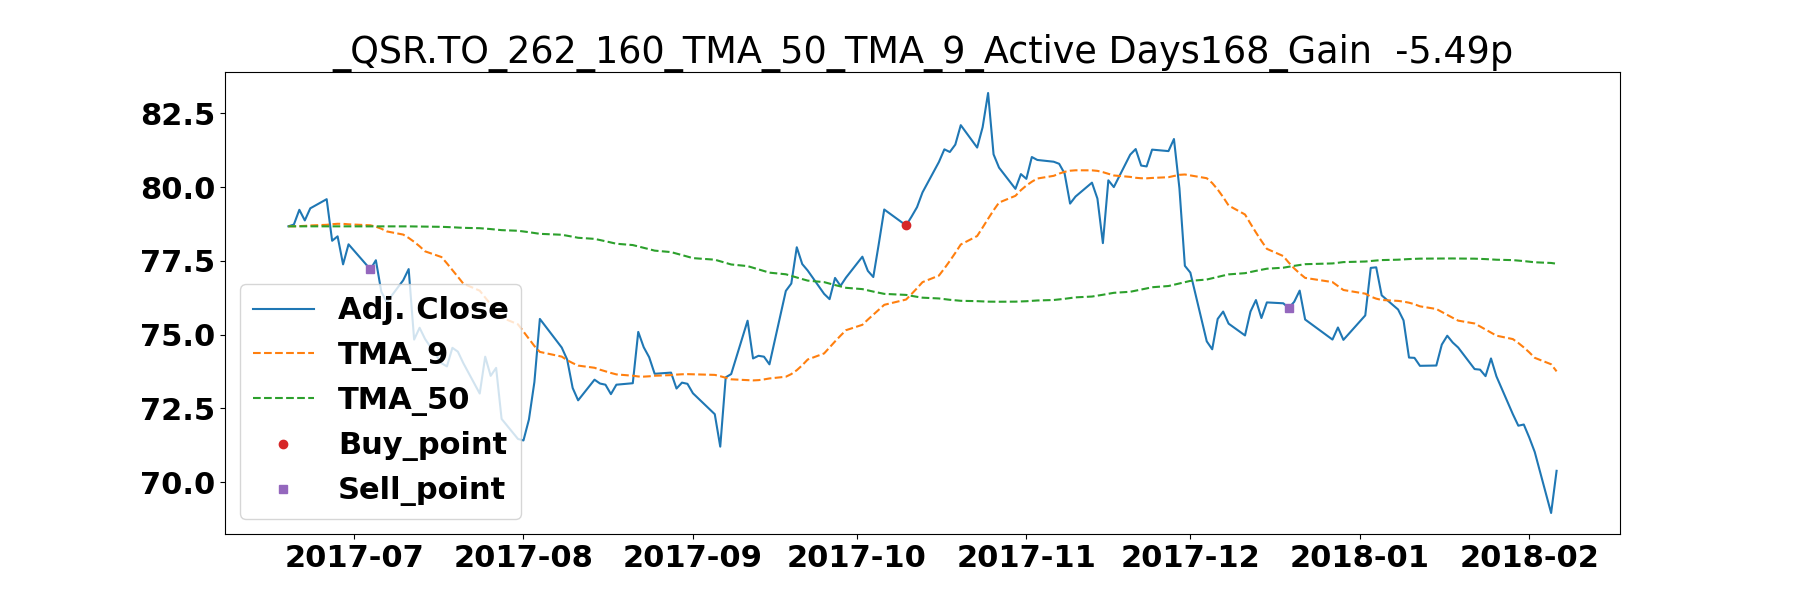 _QSR.TO_262_160_TMA_50_TMA_9_Active Days168_Gain  -5.49p
82.5
80.0
77.5
75.0
72.5
70.0
Adj. Close
TMA_9
TMA_50
Buy_point
Sell_point
2017-07 2017-08 2017-09 2017-10 2017-11 2017-12 2018-01 2018-02